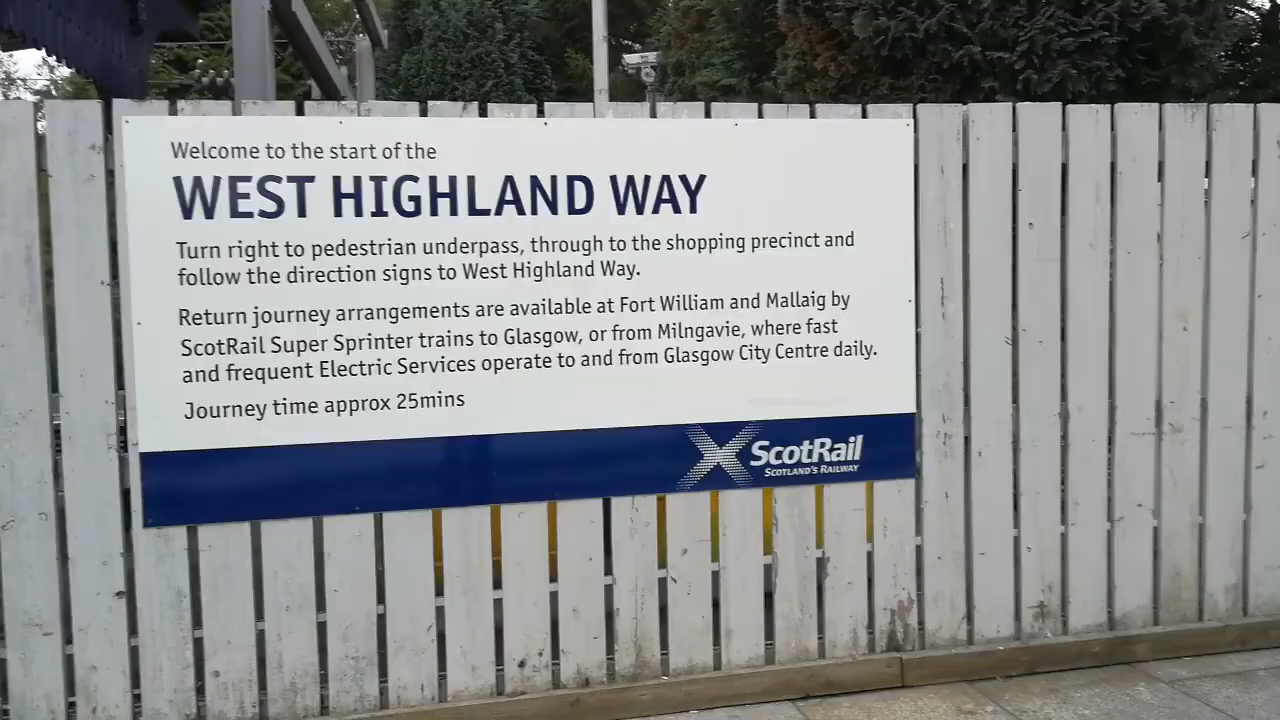 Welcome to the start of the
WEST HIGHLAND WAY
Turn right to pedestrian underpass, through to the shopping precinct and
follow the direction signs to West Highland Way.
Return journey arrangements are available at Fort William and Mallaig by
ScotRail Super Sprinter trains to Glasgow, or from Milngavie, where fast
and frequent Electric Services operate to and from Glasgow City Centre daily.
Journey time approx 25mins
ScotRail
SCOTLAND'S RAILWAY